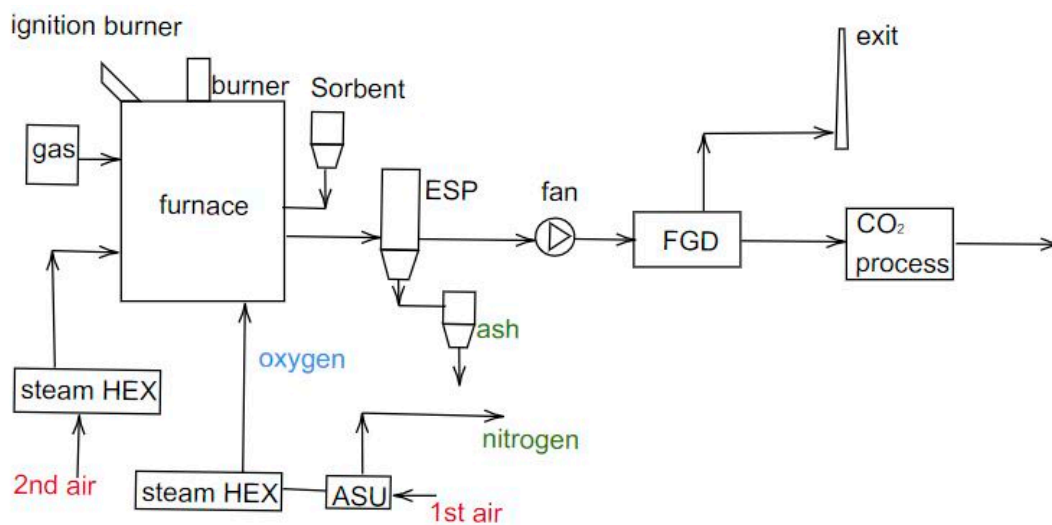 ignition burner
burner
Sorbent
exit
gas
furnace
ESP
fan
FGD
CO₂
process
ash
oxygen
steam HEX
nitrogen
2nd air
steam HEX
ASU
1st air